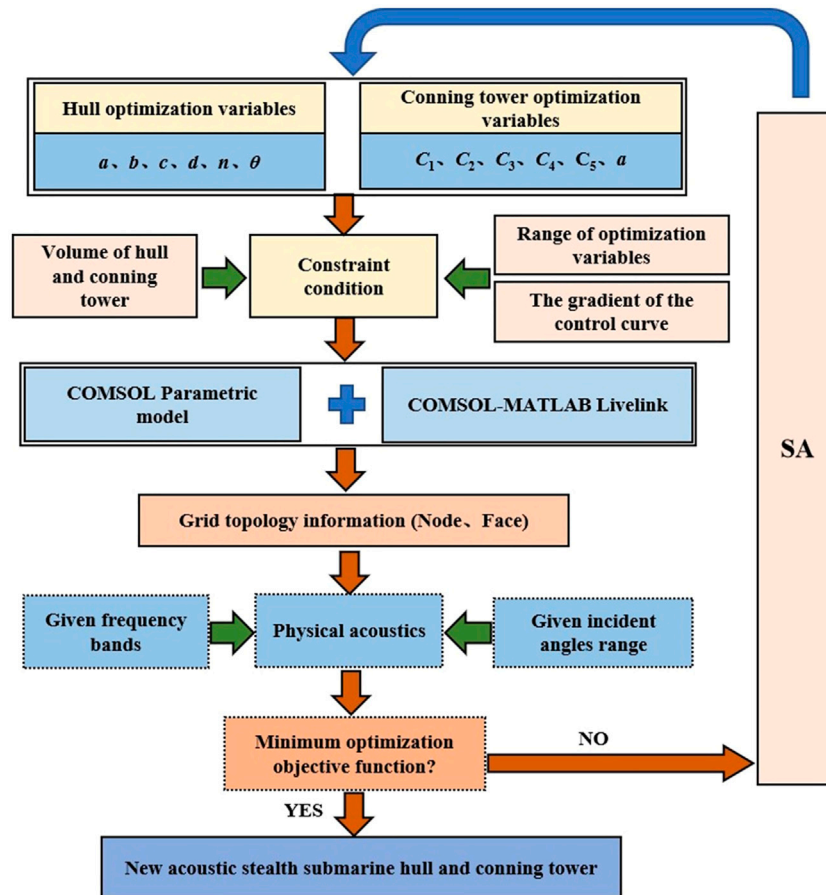 Hull optimization variables
Conning tower optimization
variables
a、b、c、d、n、θ
C₁、C₂、C₃、C₄、C₅、a
Volume of hull
and conning
tower
Constraint
condition
Range of optimization
variables
The gradient of the
control curve
COMSOL Parametric
model
COMSOL-MATLAB Livelink
SA
Grid topology information (Node、Face)
Given frequency
bands
Physical acoustics
Given incident
angles range
Minimum optimization
objective function?
NO
YES
New acoustic stealth submarine hull and conning tower